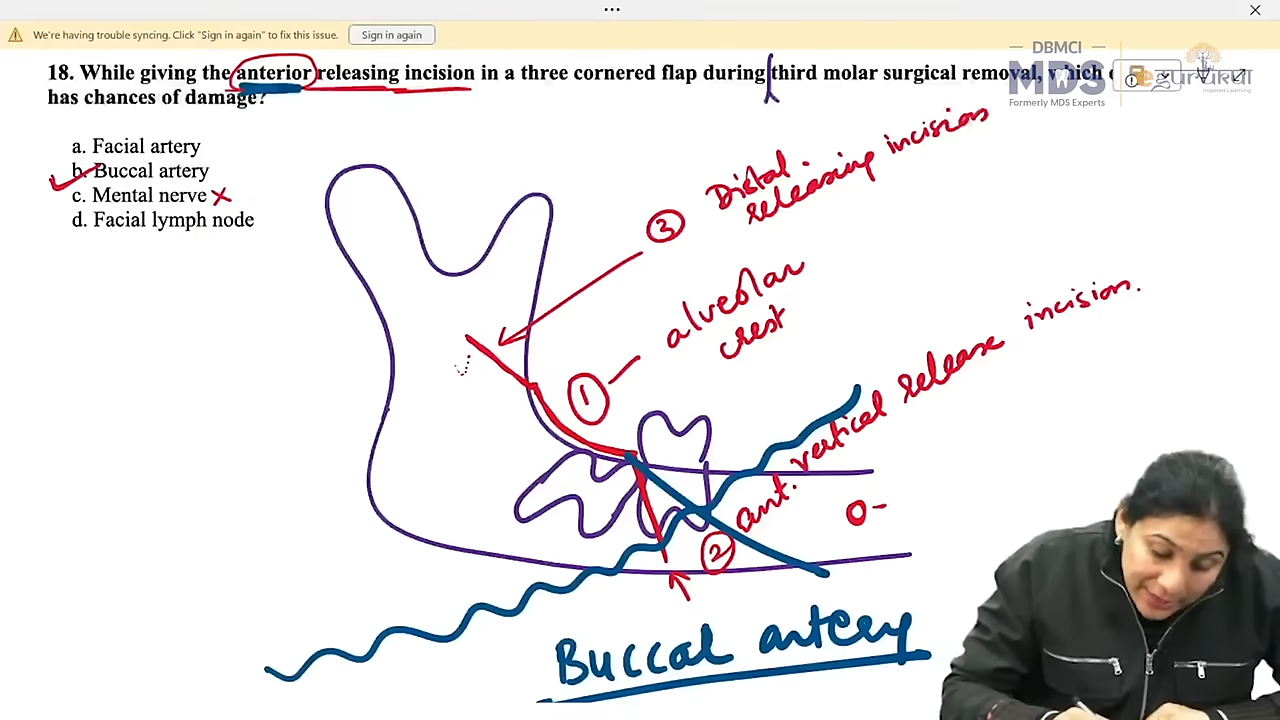 We're having trouble syncing. Click "Sign in again" to fix this issue.
Sign in again
DBMCI
MDS
Formerly MDS Experts
egurukul
Inspired Learning
18. While giving the anterior releasing incision in a three cornered flap during third molar surgical removal, which
has chances of damage?
a. Facial artery
b. Buccal artery
c. Mental nerve
d. Facial lymph node
③ Distal
releasing incision
① alveolar
crest
② ant. vertical release incision.
Buccal artery